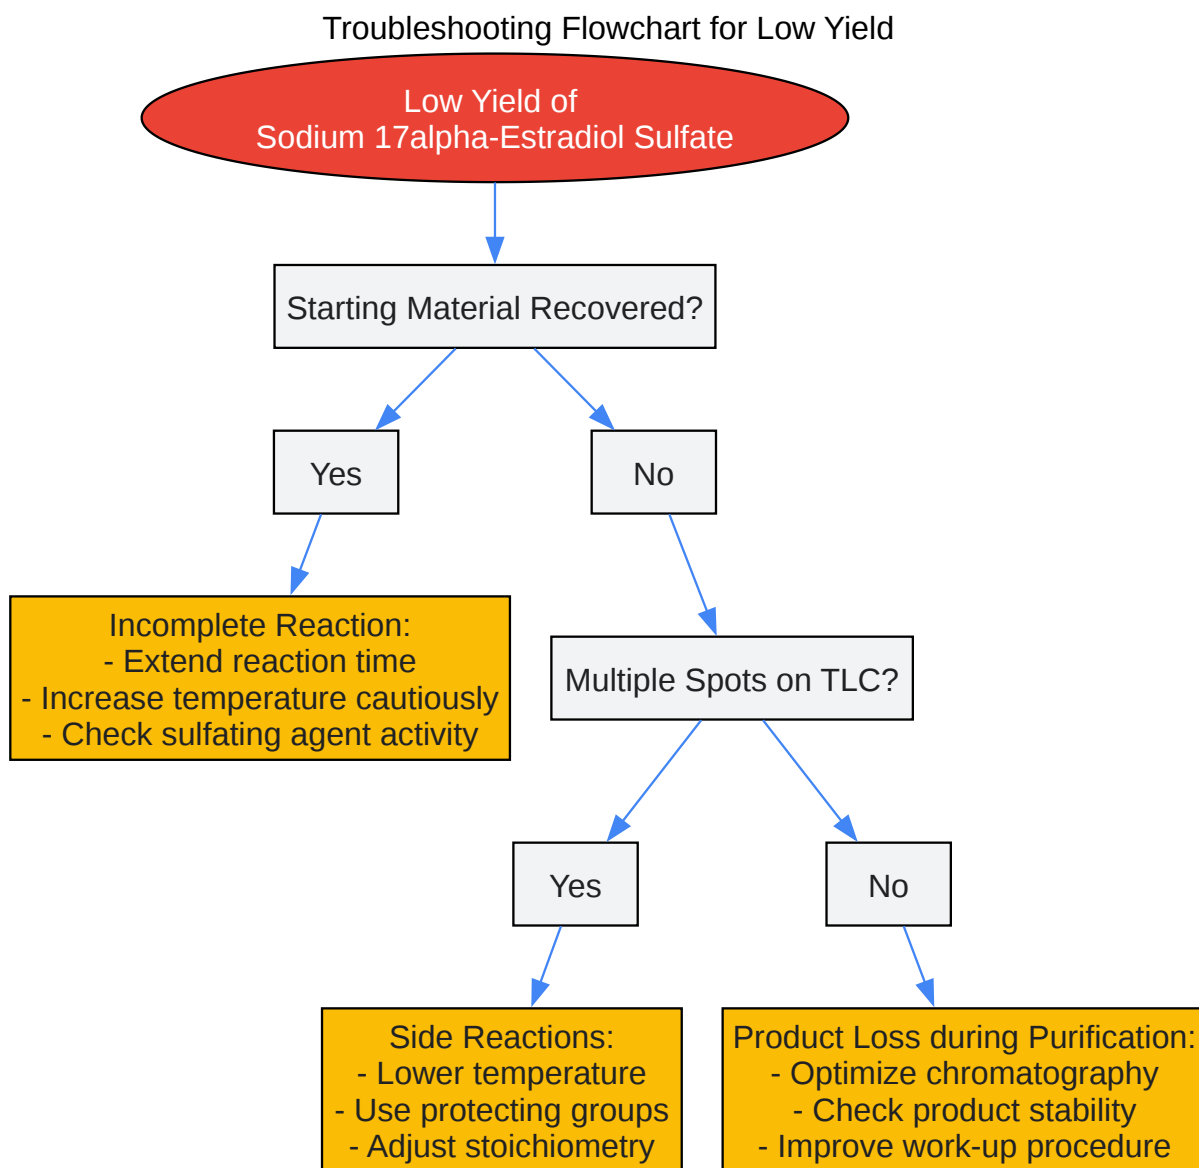 Troubleshooting Flowchart for Low Yield
Low Yield of
Sodium 17alpha-Estradiol Sulfate
Starting Material Recovered?
Yes
No
Incomplete Reaction:
- Extend reaction time
- Increase temperature cautiously
- Check sulfating agent activity
Multiple Spots on TLC?
Yes
No
Side Reactions:
- Lower temperature
- Use protecting groups
- Adjust stoichiometry
Product Loss during Purification:
- Optimize chromatography
- Check product stability
- Improve work-up procedure